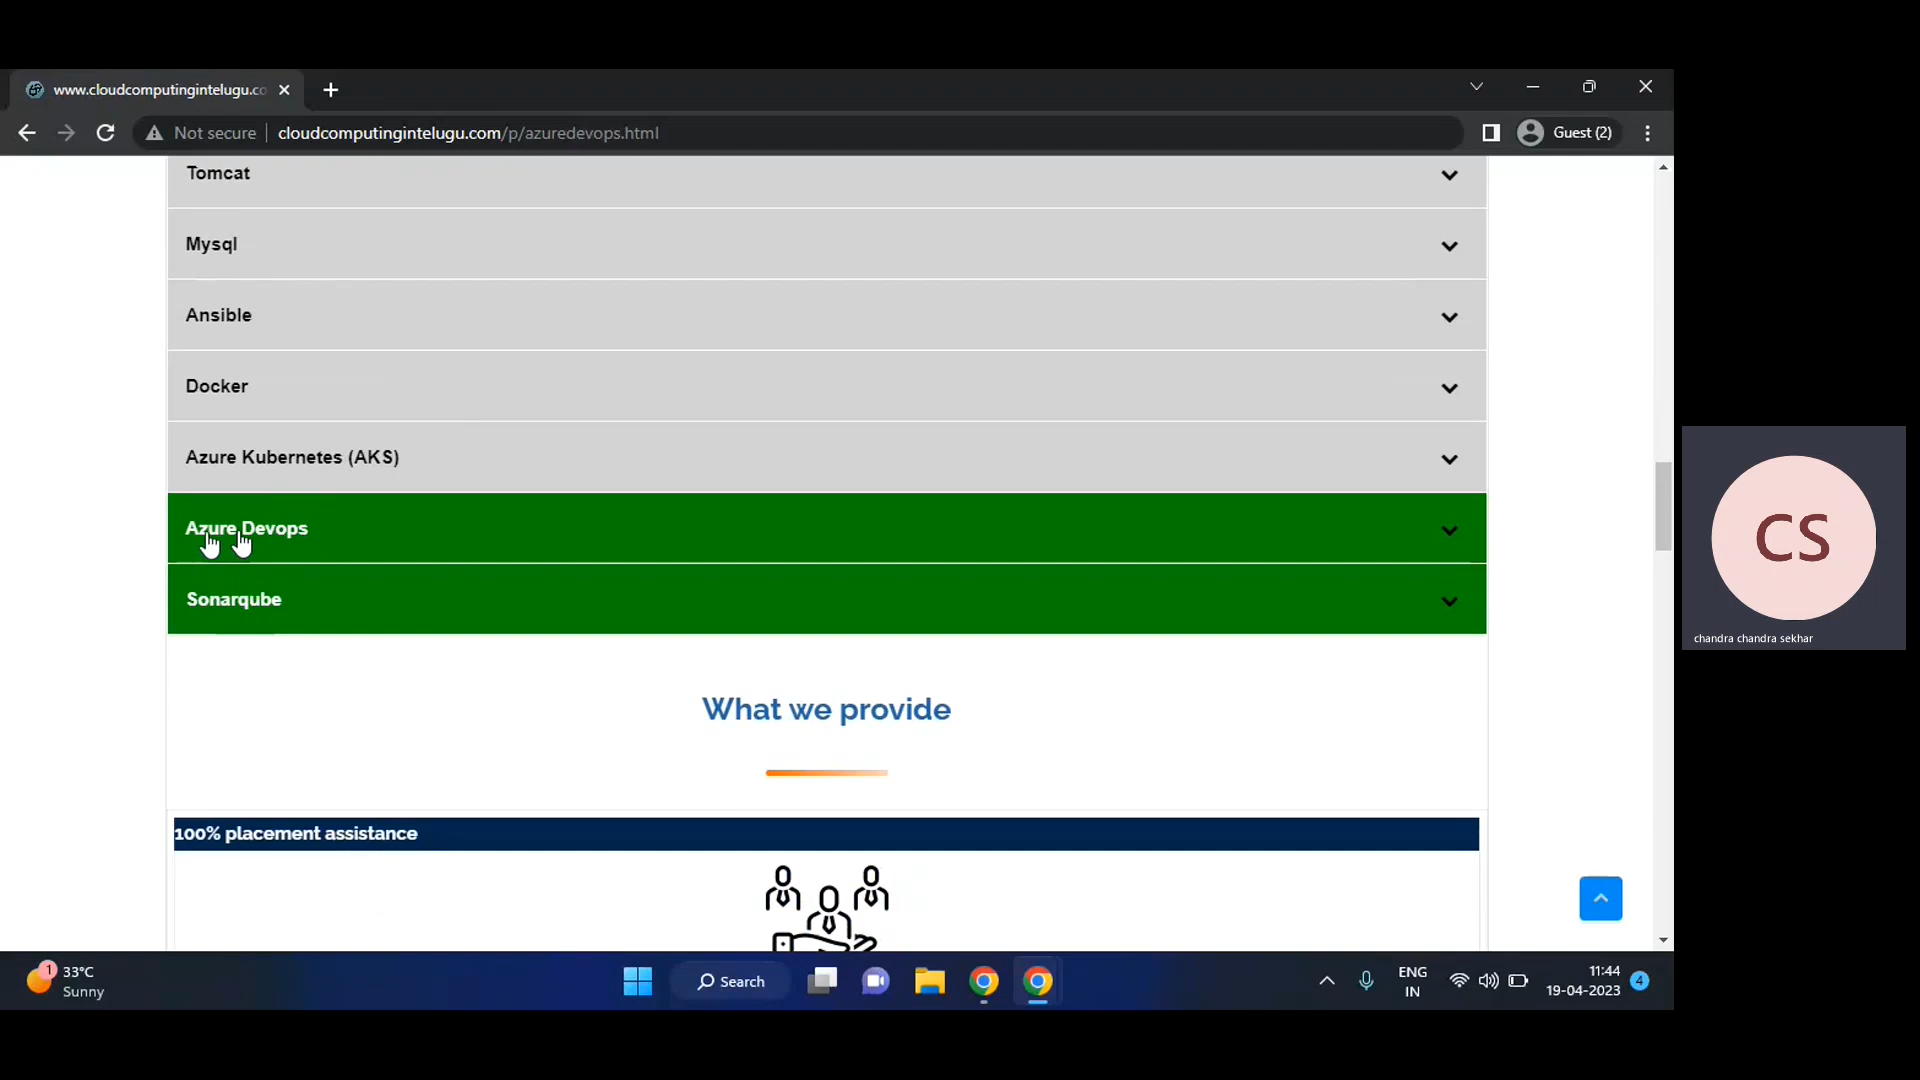 www.cloudcomputingintelugu.co
Not secure
cloudcomputingintelugu.com/p/azuredevops.html
Guest (2)
Tomcat
Mysql
Ansible
Docker
Azure Kubernetes (AKS)
Azure Devops
Sonarqube
What we provide
100% placement assistance
CS
chandra chandra sekhar
1
33°C
Sunny
Search
ENG
IN
11:44
19-04-2023
4